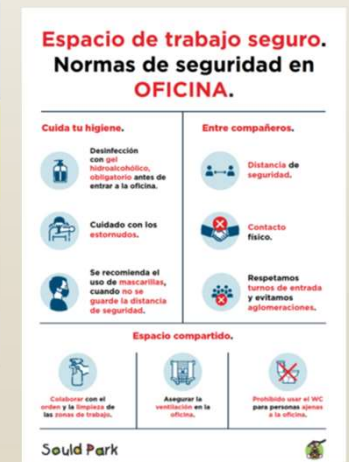 Espacio de trabajo seguro.
Normas de seguridad en
OFICINA.
Cuida tu higiene.
Desinfección
con gel
hidroalcohólico,
obligatorio antes de
entrar a la oficina.
Cuidado con los
estornudos.
Se recomienda el
uso de mascarillas,
cuando no se
guarde la distancia
de seguridad.
Entre compañeros.
Distancia de
seguridad.
Contacto
físico.
Respetamos
turnos de entrada
y evitamos
aglomeraciones.
Espacio compartido.
Colaborar con el
orden y la limpieza de
las zonas de trabajo.
Asegurar la
ventilación en la
oficina.
Prohibido usar el WC
para personas ajenas
a la oficina.
Sould Park